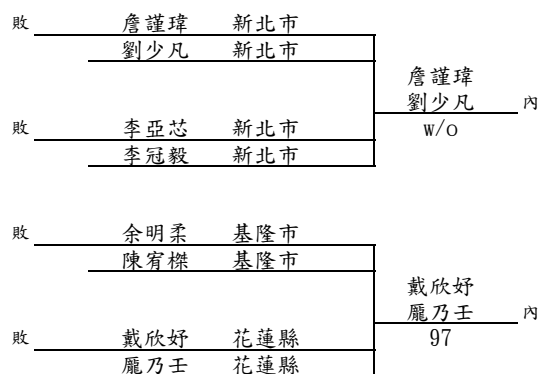 敗 詹謹瑋 新北市
劉少凡 新北市
詹謹瑋
劉少凡 內
敗 李亞芯 新北市 w/o
李冠毅 新北市
敗 余明柔 基隆市
陳宥榤 基隆市
戴欣妤
龐乃壬 內
敗 戴欣妤 花蓮縣 97
龐乃壬 花蓮縣